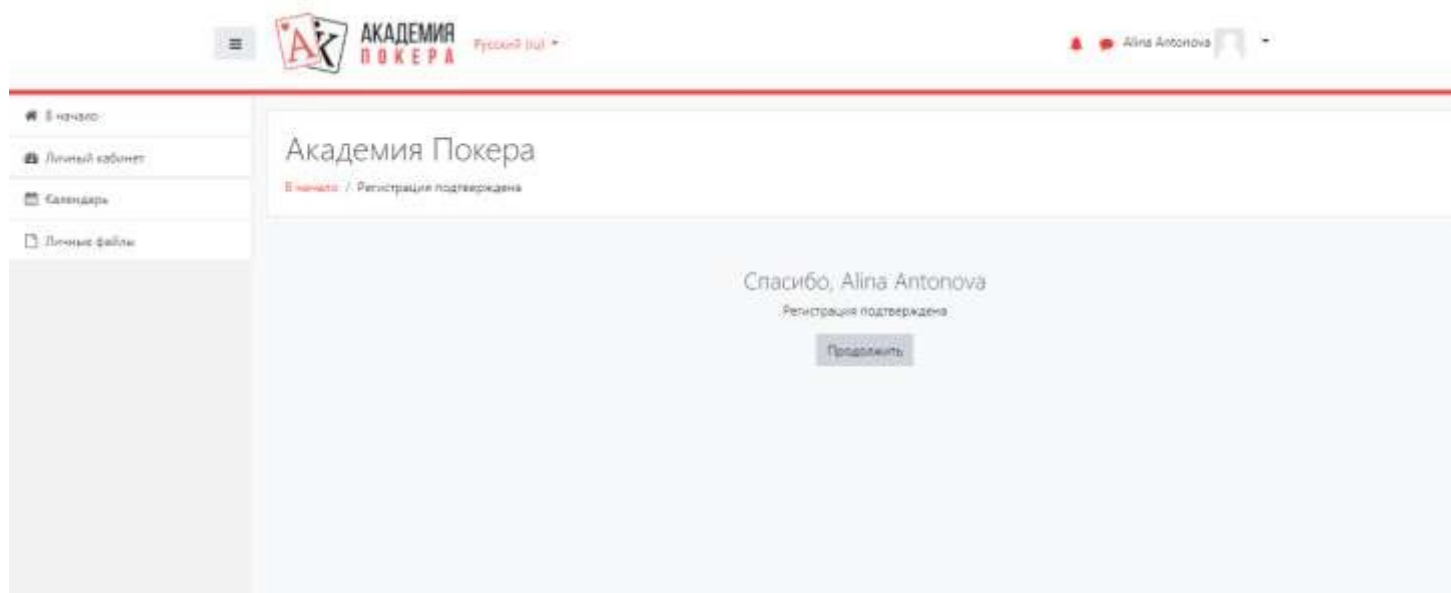 АКАДЕМИЯ
ПОКЕРА
Русский (ru)
Alina Antonova
В начало
Личный кабинет
Календарь
Личные файлы
Академия Покера
В начало / Регистрация подтверждена
Спасибо, Alina Antonova
Регистрация подтверждена
Продолжить